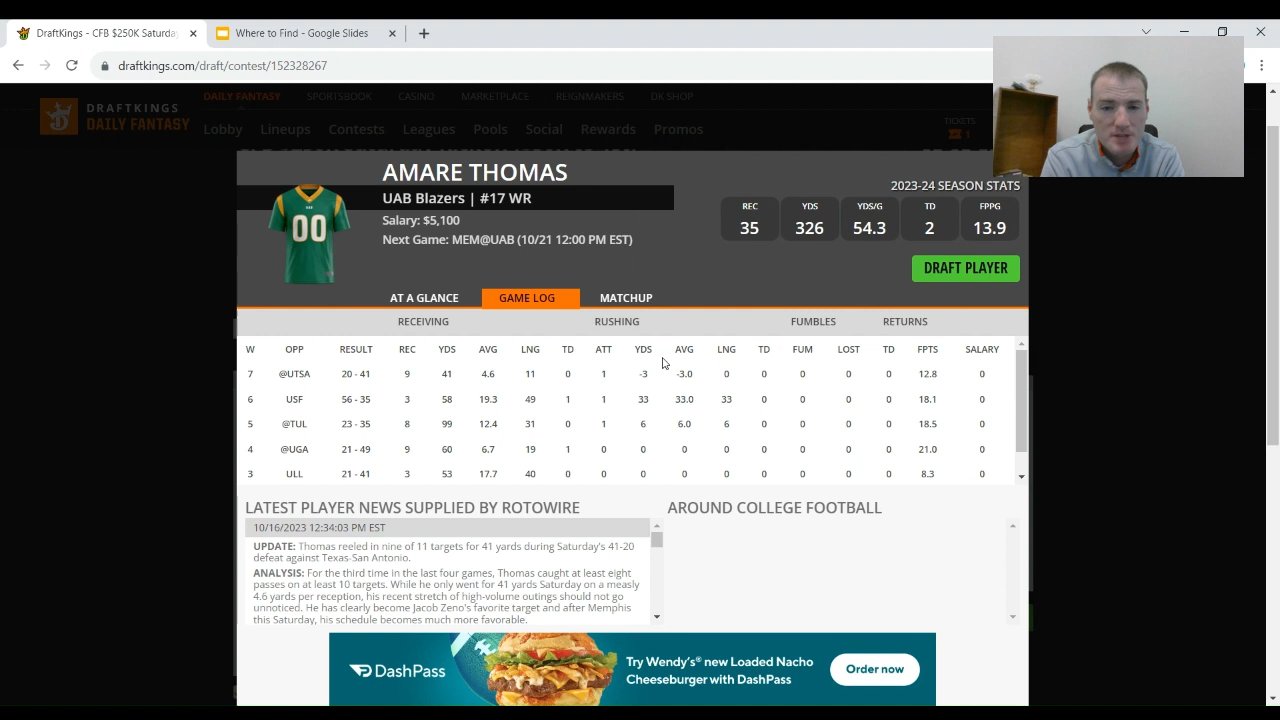 DraftKings - CFB $250K Saturda
Where to Find - Google Slides
draftkings.com/draft/contest/152328267
DRAFTKINGS
DAILY FANTASY
DAILY FANTASY SPORTSBOOK CASINO MARKETPLACE REIGNMAKERS DK SHOP
Lobby Lineups Contests Leagues Pools Social Rewards Promos
TICKETS
1
AMARE THOMAS
UAB Blazers | #17 WR
Salary: $5,100
Next Game: MEM@UAB (10/21 12:00 PM EST)
UAB
00
2023-24 SEASON STATS
REC YDS YDS/G TD FPPG
35 326 54.3 2 13.9
DRAFT PLAYER
AT A GLANCE GAME LOG MATCHUP
RECEIVING RUSHING FUMBLES RETURNS
W OPP RESULT REC YDS AVG LNG TD ATT YDS AVG LNG TD FUM LOST TD FPTS SALARY
7 @UTSA 20 - 41 9 41 4.6 11 0 1 -3 -3.0 0 0 0 0 0 12.8 0
6 USF 56 - 35 3 58 19.3 49 1 1 33 33.0 33 0 0 0 0 18.1 0
5 @TUL 23 - 35 8 99 12.4 31 0 1 6 6.0 6 0 0 0 0 18.5 0
4 @UGA 21 - 49 9 60 6.7 19 1 0 0 0 0 0 0 0 0 21.0 0
3 ULL 21 - 41 3 53 17.7 40 0 0 0 0 0 0 0 0 0 8.3 0
LATEST PLAYER NEWS SUPPLIED BY ROTOWIRE
10/16/2023 12:34:03 PM EST
UPDATE: Thomas reeled in nine of 11 targets for 41 yards during Saturday's 41-20
defeat against Texas-San Antonio.
ANALYSIS: For the third time in the last four games, Thomas caught at least eight
passes on at least 10 targets. While he only went for 41 yards Saturday on a measly
4.6 yards per reception, his recent stretch of high-volume outings should not go
unnoticed. He has clearly become Jacob Zeno's favorite target and after Memphis
this Saturday, his schedule becomes much more favorable.
AROUND COLLEGE FOOTBALL
DashPass
Try Wendy's® new Loaded Nacho
Cheeseburger with DashPass
Order now